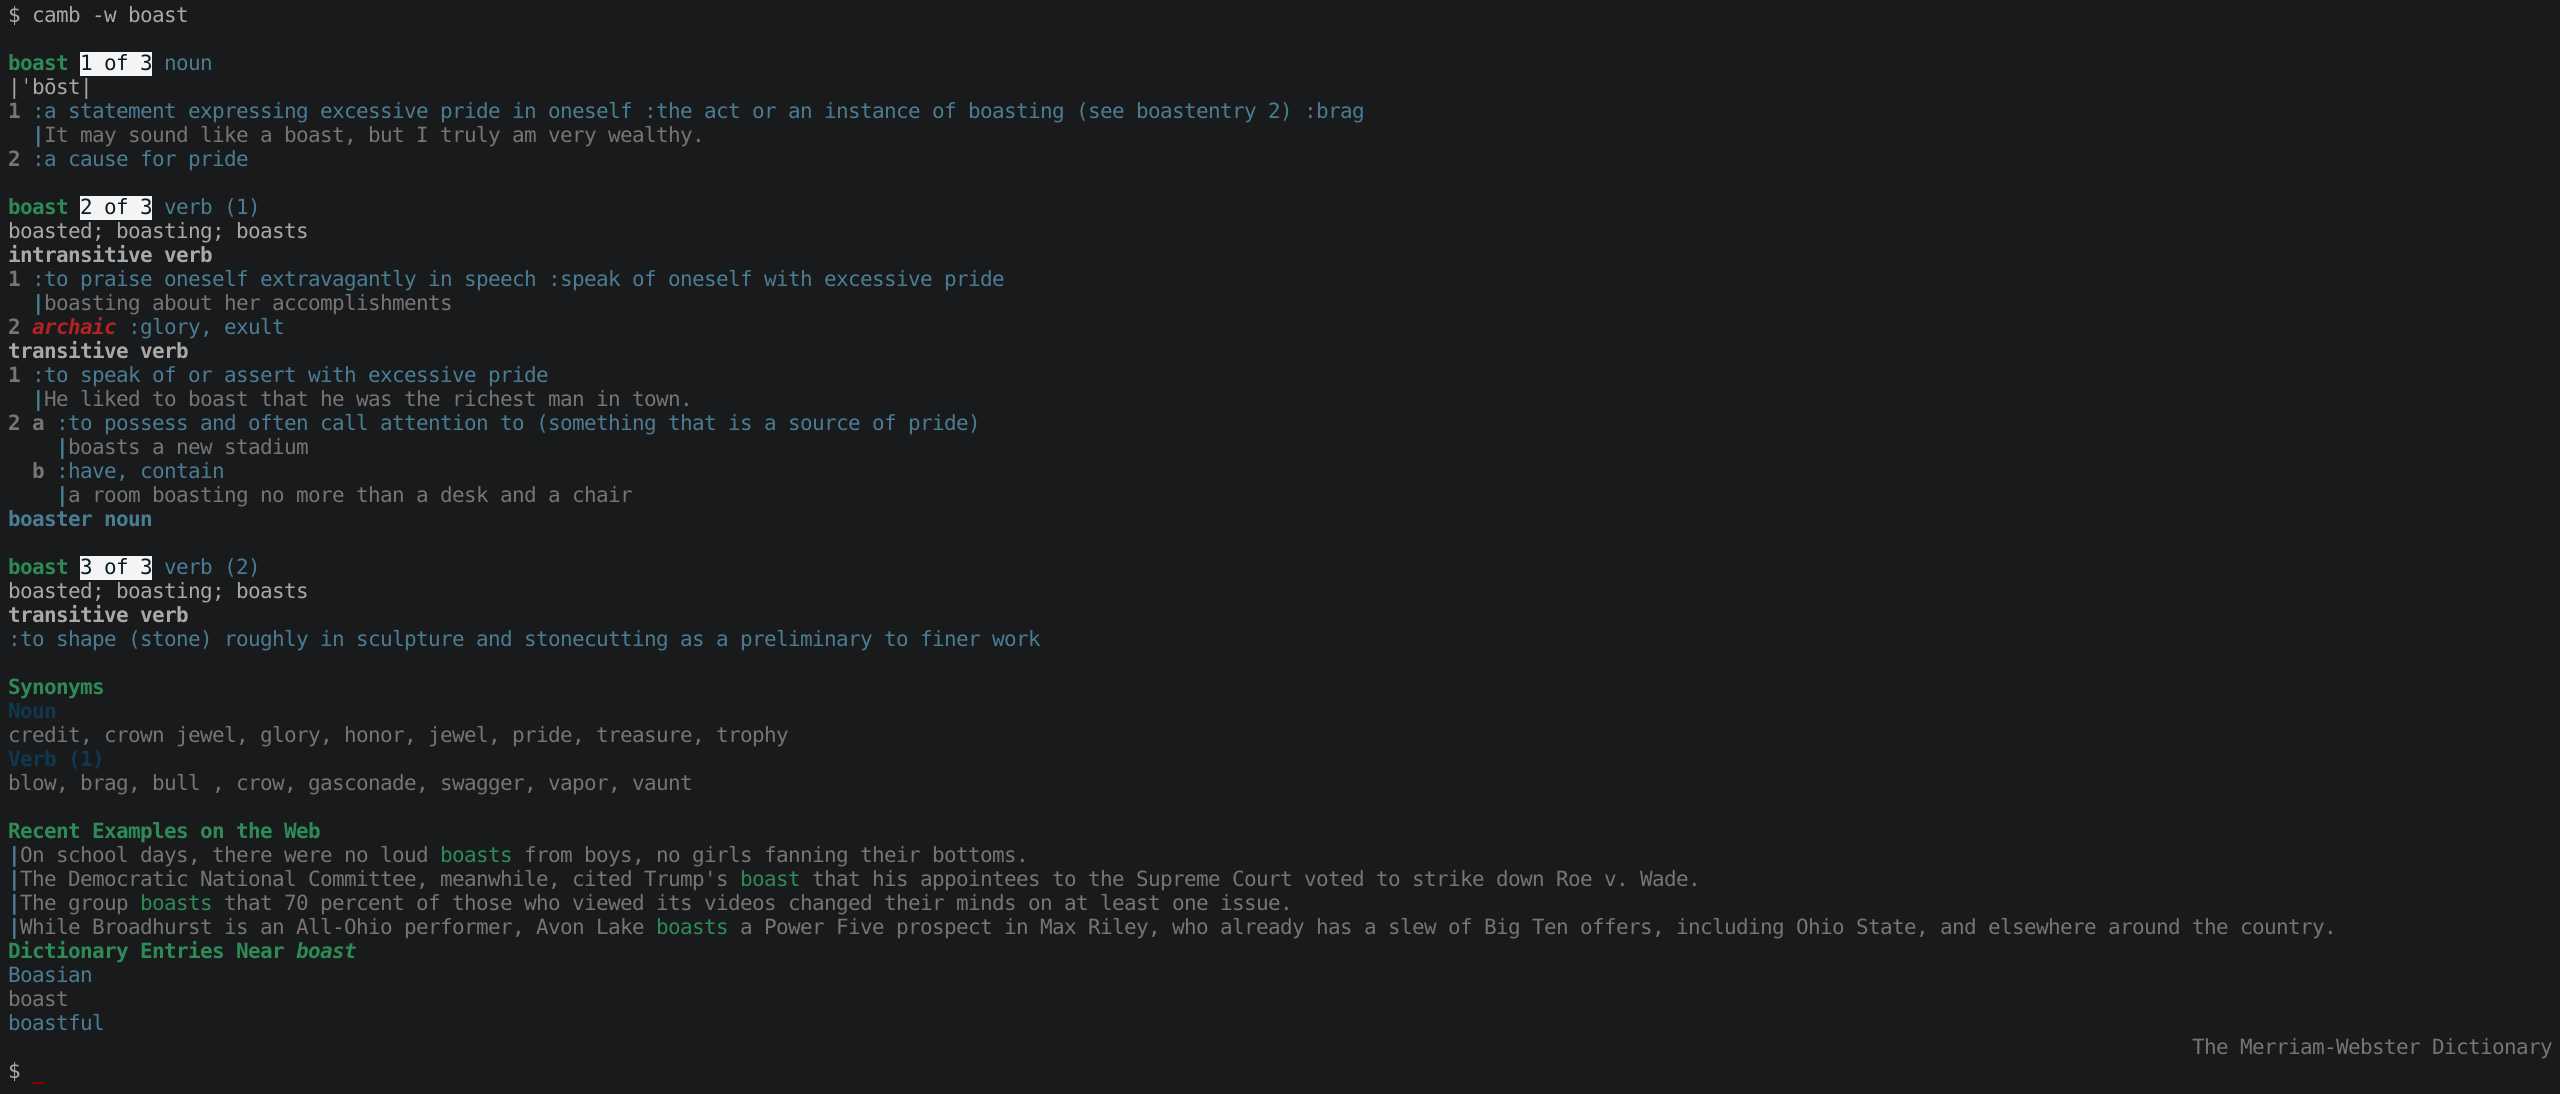 $ camb -w boast
boast 1 of 3 noun
|ˈbōst|
1 :a statement expressing excessive pride in oneself :the act or an instance of boasting (see boastentry 2) :brag
|It may sound like a boast, but I truly am very wealthy.
2 :a cause for pride
boast 2 of 3 verb (1)
boasted; boasting; boasts
intransitive verb
1 :to praise oneself extravagantly in speech :speak of oneself with excessive pride
|boasting about her accomplishments
2 archaic :glory, exult
transitive verb
1 :to speak of or assert with excessive pride
|He liked to boast that he was the richest man in town.
2 a :to possess and often call attention to (something that is a source of pride)
|boasts a new stadium
b :have, contain
|a room boasting no more than a desk and a chair
boaster noun
boast 3 of 3 verb (2)
boasted; boasting; boasts
transitive verb
:to shape (stone) roughly in sculpture and stonecutting as a preliminary to finer work
Synonyms
Noun
credit, crown jewel, glory, honor, jewel, pride, treasure, trophy
Verb (1)
blow, brag, bull , crow, gasconade, swagger, vapor, vaunt
Recent Examples on the Web
|On school days, there were no loud boasts from boys, no girls fanning their bottoms.
|The Democratic National Committee, meanwhile, cited Trump's boast that his appointees to the Supreme Court voted to strike down Roe v. Wade.
|The group boasts that 70 percent of those who viewed its videos changed their minds on at least one issue.
|While Broadhurst is an All-Ohio performer, Avon Lake boasts a Power Five prospect in Max Riley, who already has a slew of Big Ten offers, including Ohio State, and elsewhere around the country.
Dictionary Entries Near boast
Boasian
boast
boastful
The Merriam-Webster Dictionary
$ _